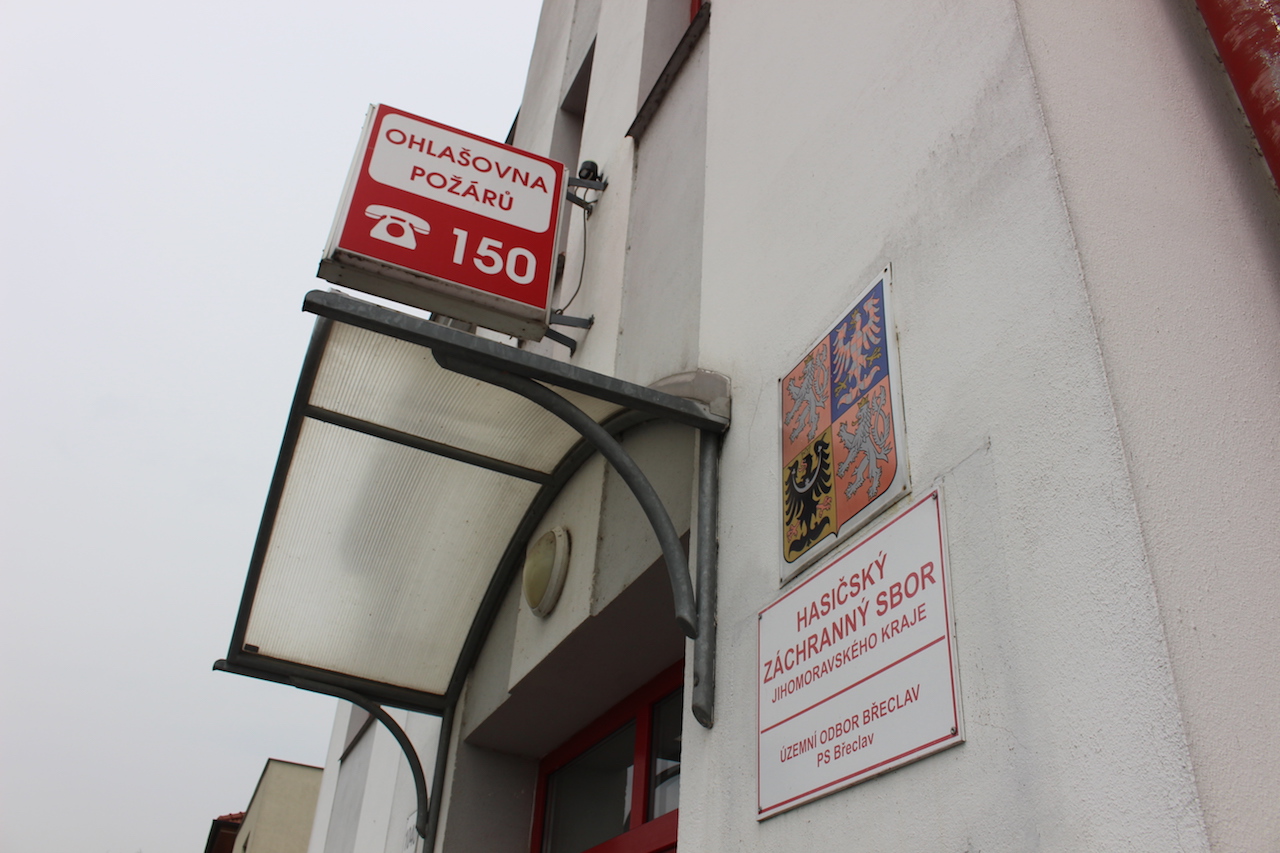 OHLAŠOVNA
POŽÁRŮ
150
HASIČSKÝ
ZÁCHRANNÝ SBOR
JIHOMORAVSKÉHO KRAJE
ÚZEMNÍ ODBOR BŘECLAV
PS Břeclav